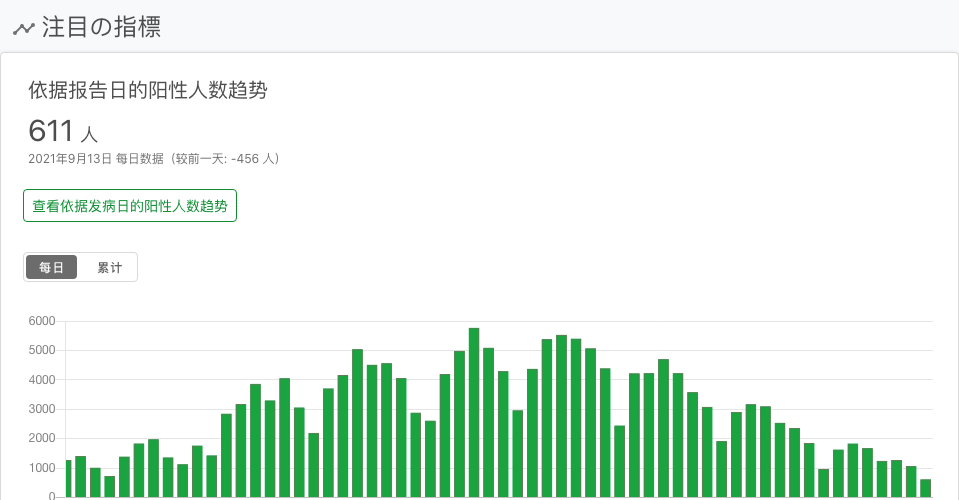 注目の指標
依据报告日的阳性人数趋势
611 人
2021年9月13日 每日数据（较前一天: -456 人）
查看依据发病日的阳性人数趋势
每日 累计
6000
5000
4000
3000
2000
1000
0